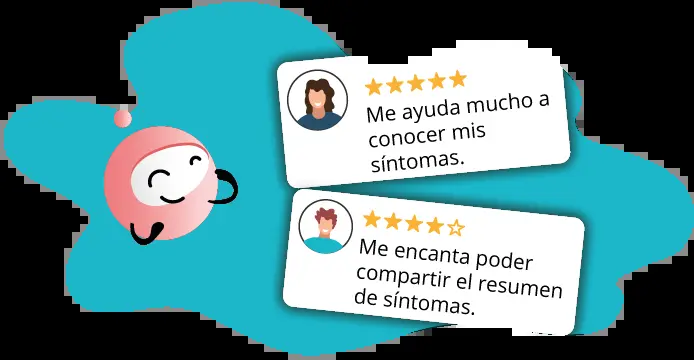 Me ayuda mucho a
conocer mis
síntomas.
Me encanta poder
compartir el resumen
de síntomas.